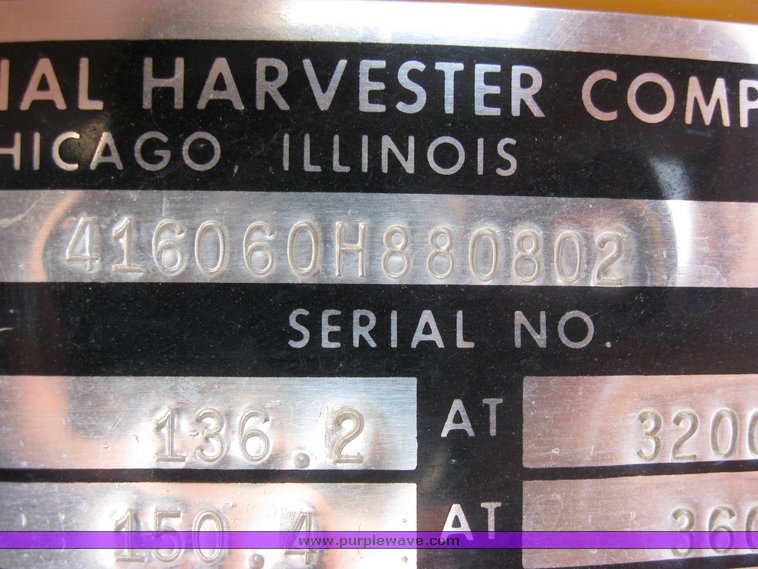 NAL HARVESTER COMP
HICAGO, ILLINOIS
416060H880802
SERIAL NO.
136.2 AT 3200
150.4 AT 360
www.purplewave.com